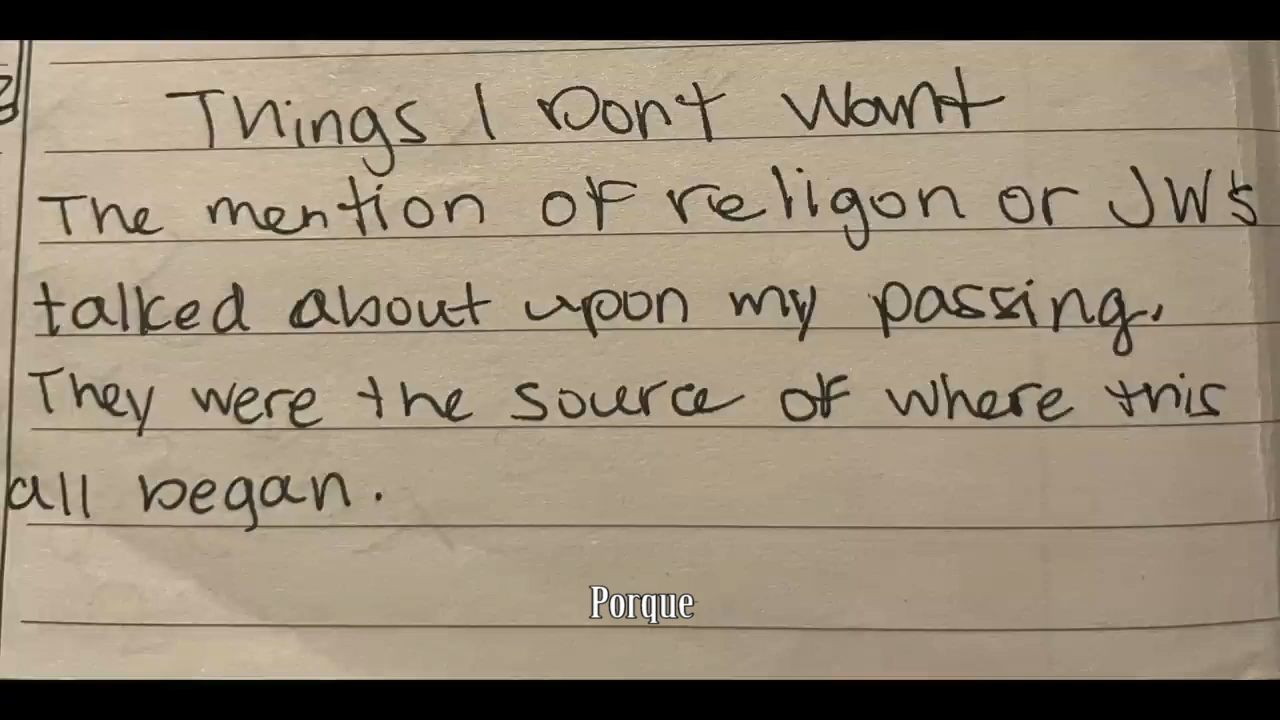 Things I Don't Want
The mention of religon or JW's
talked about upon my passing.
They were the source of where this
all began.
Porque